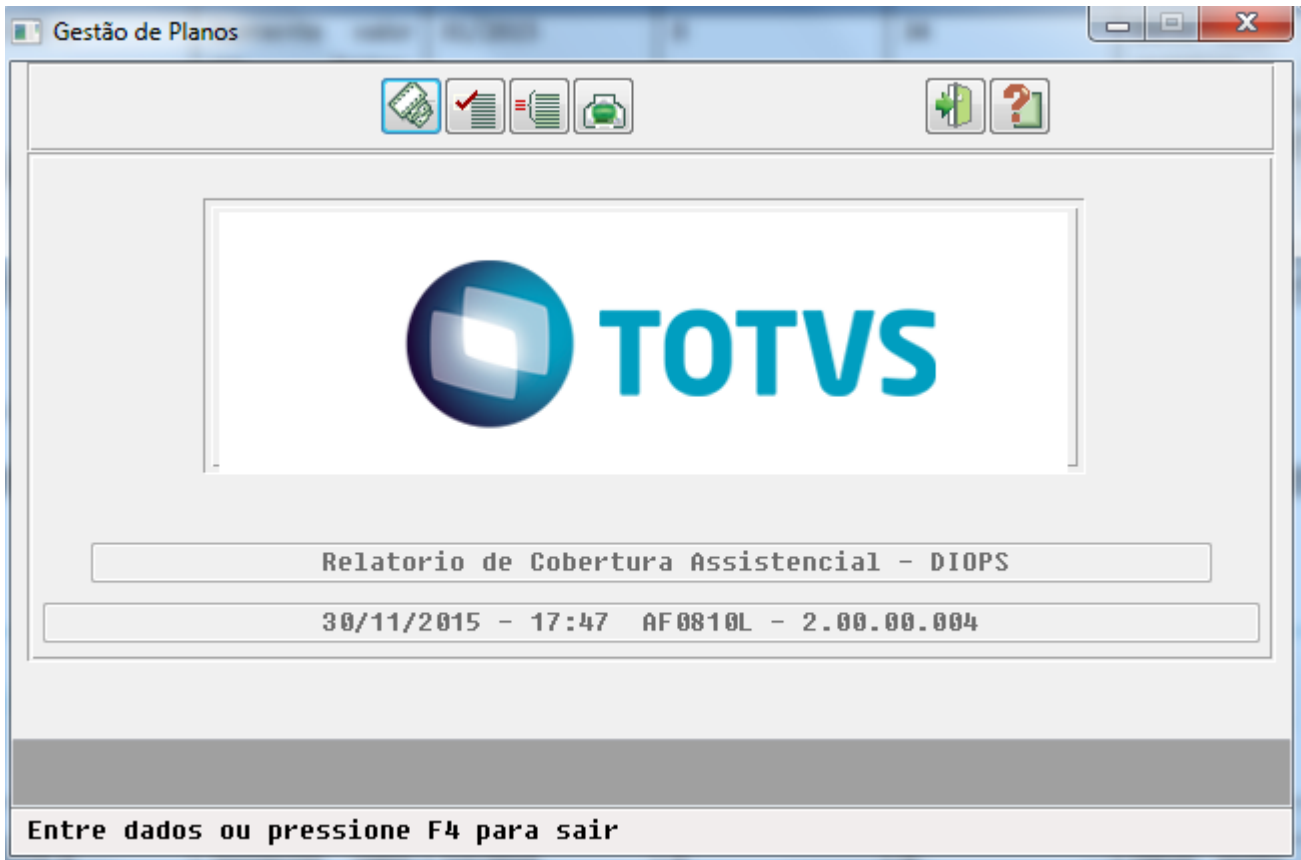 Gestão de Planos
TOTVS
Relatorio de Cobertura Assistencial - DIOPS
30/11/2015 - 17:47 AF0810L - 2.00.00.004
Entre dados ou pressione F4 para sair